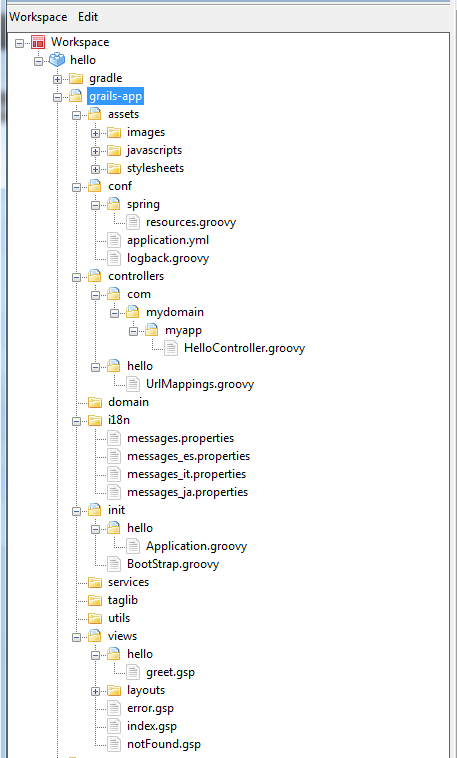 Workspace Edit
Workspace
hello
gradle
grails-app
assets
images
javascripts
stylesheets
conf
spring
resources.groovy
application.yml
logback.groovy
controllers
com
mydomain
myapp
HelloController.groovy
hello
UrlMappings.groovy
domain
i18n
messages.properties
messages_es.properties
messages_it.properties
messages_ja.properties
init
hello
Application.groovy
BootStrap.groovy
services
taglib
utils
views
hello
greet.gsp
layouts
error.gsp
index.gsp
notFound.gsp